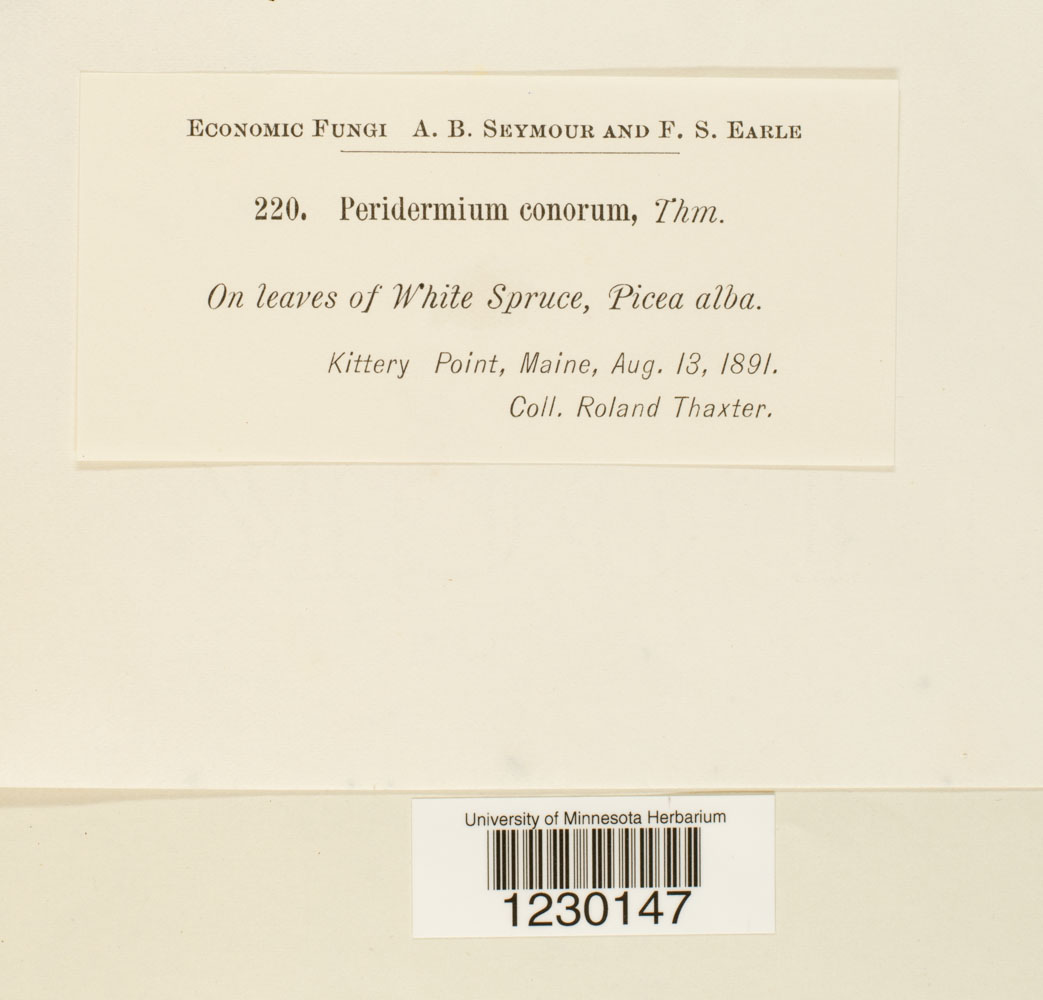 Economic Fungi A. B. Seymour and F. S. Earle
220. Peridermium conorum, Thm.
On leaves of White Spruce, Picea alba.
Kittery Point, Maine, Aug. 13, 1891.
Coll. Roland Thaxter.
University of Minnesota Herbarium
1230147